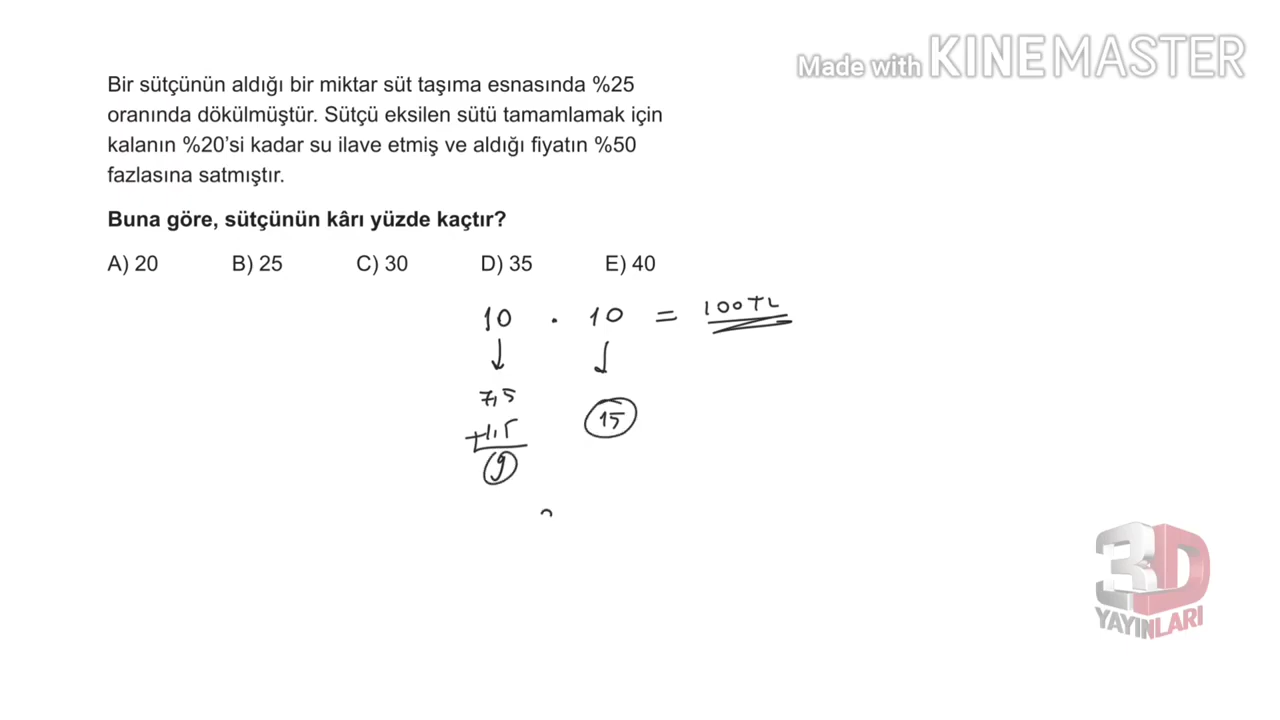 Made with KINEMASTER
Bir sütçünün aldığı bir miktar süt taşıma esnasında %25
oranında dökülmüştür. Sütçü eksilen sütü tamamlamak için
kalanın %20'si kadar su ilave etmiş ve aldığı fiyatın %50
fazlasına satmıştır.
Buna göre, sütçünün kârı yüzde kaçtır?
A) 20 B) 25 C) 30 D) 35 E) 40
10 . 10 = 100TL
7,5
15
+1,5
9
3D
YAYINLARI